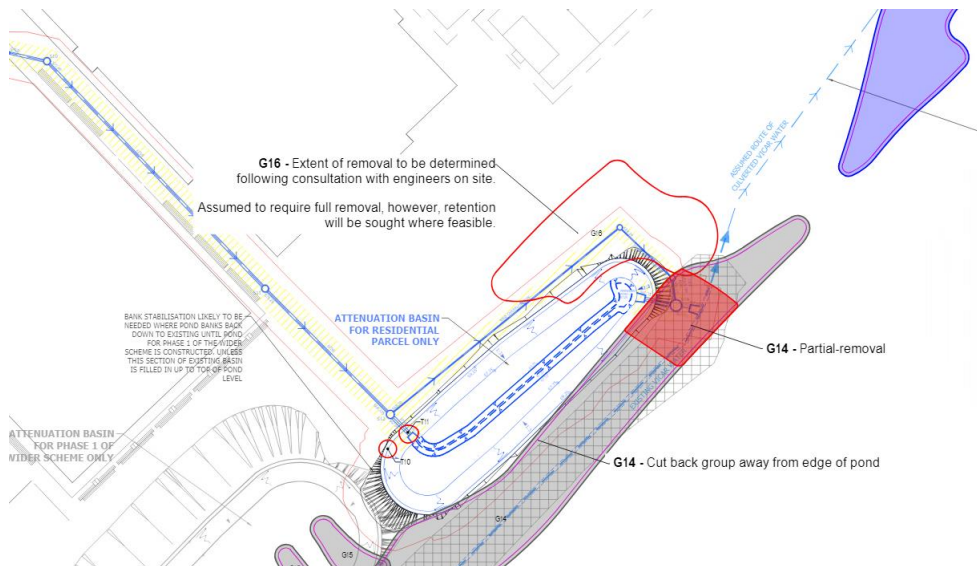 G16 - Extent of removal to be determined
following consultation with engineers on site.
Assumed to require full removal, however, retention
will be sought where feasible.
ASSUMED ROUTE OF
CULVERTED VICAR WATER
G16
BANK STABILISATION LIKELY TO BE
NEEDED WHERE POND BANKS BACK
DOWN TO EXISTING UNTIL POND
FOR PHASE 1 OF THE WIDER
SCHEME IS CONSTRUCTED. UNLESS
THIS SECTION OF EXISTING BASIN
IS FILLED IN UP TO TOP OF POND
LEVEL
ATTENUATION BASIN
FOR RESIDENTIAL
PARCEL ONLY
G14 - Partial-removal
EXISTING VICAR
T11
T10
ATTENUATION BASIN
FOR PHASE 1 OF
WIDER SCHEME ONLY
G14 - Cut back group away from edge of pond
G14
G15